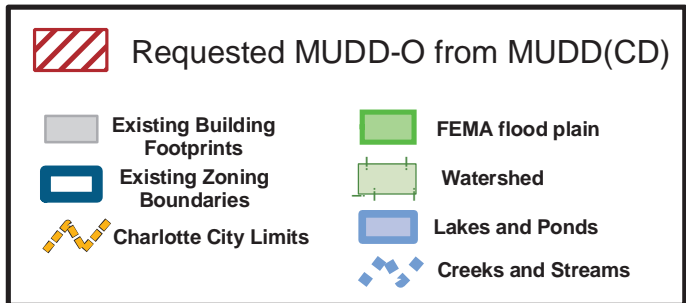 Requested MUDD-O from MUDD(CD)
Existing Building
Footprints
Existing Zoning
Boundaries
Charlotte City Limits
FEMA flood plain
Watershed
Lakes and Ponds
Creeks and Streams